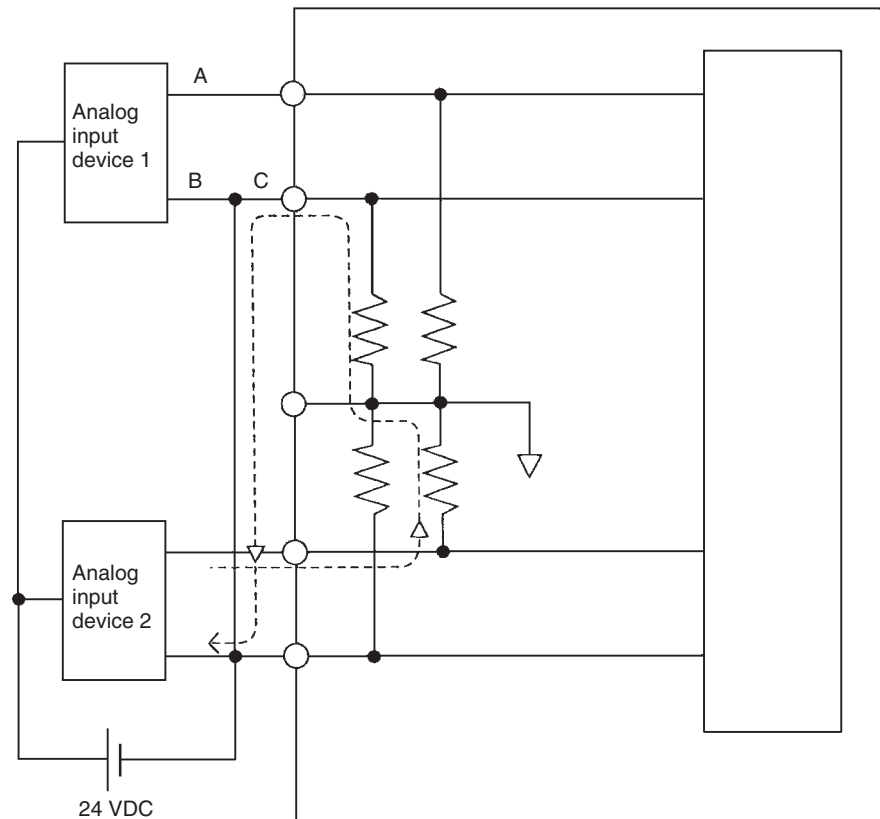 A
Analog
input
device 1
B
C
Analog
input
device 2
24 VDC